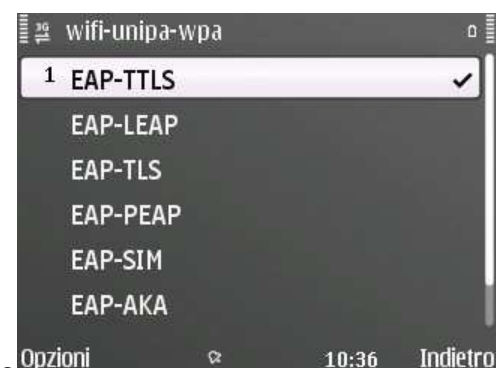 3G wifi-unipa-wpa
1 EAP-TTLS
EAP-LEAP
EAP-TLS
EAP-PEAP
EAP-SIM
EAP-AKA
Opzioni 10:36 Indietro